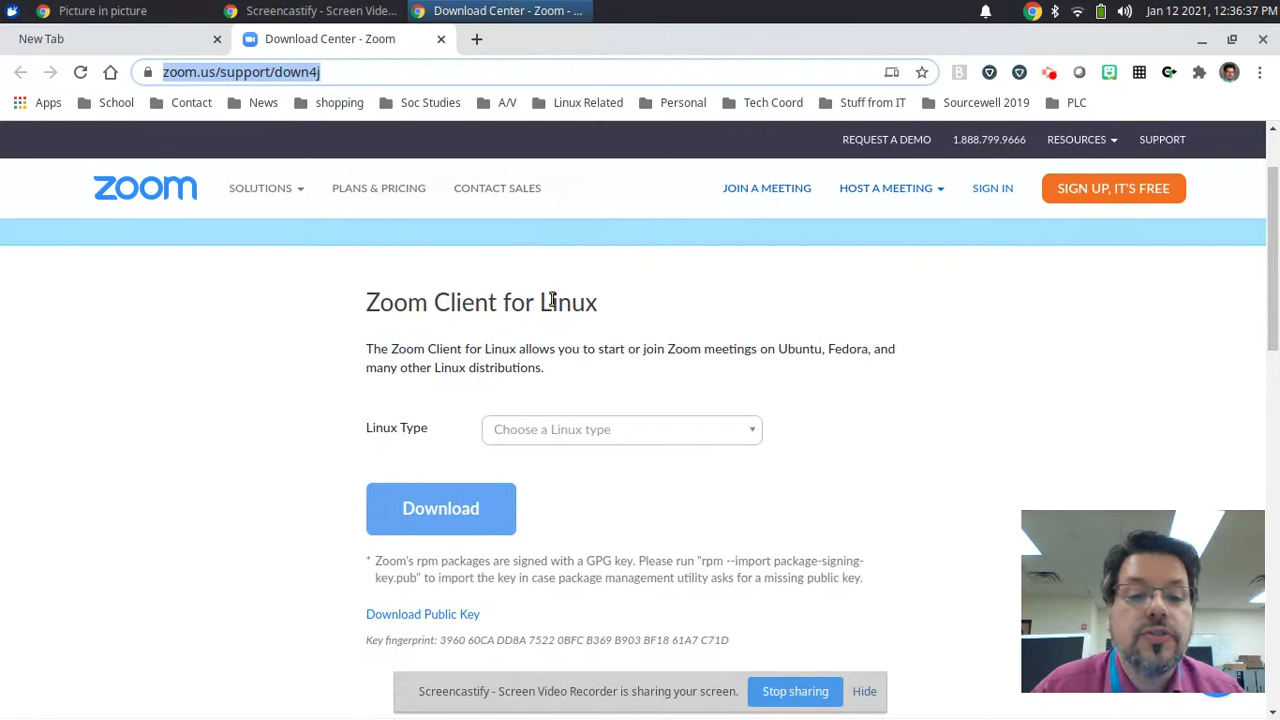 Picture in picture
Screencastify - Screen Vide...
Download Center - Zoom - ...
Jan 12 2021, 12:36:37 PM
New Tab
Download Center - Zoom
zoom.us/support/down4j
Apps
School
Contact
News
shopping
Soc Studies
A/V
Linux Related
Personal
Tech Coord
Stuff from IT
Sourcewell 2019
PLC
REQUEST A DEMO
1.888.799.9666
RESOURCES
SUPPORT
zoom
SOLUTIONS
PLANS & PRICING
CONTACT SALES
JOIN A MEETING
HOST A MEETING
SIGN IN
SIGN UP, IT'S FREE
Zoom Client for Linux
The Zoom Client for Linux allows you to start or join Zoom meetings on Ubuntu, Fedora, and
many other Linux distributions.
Linux Type
Choose a Linux type
Download
* Zoom's rpm packages are signed with a GPG key. Please run "rpm --import package-signing-
key.pub" to import the key in case package management utility asks for a missing public key.
Download Public Key
Key fingerprint: 3960 60CA DD8A 7522 0BFC B369 B903 BF18 61A7 C71D
Screencastify - Screen Video Recorder is sharing your screen.
Stop sharing
Hide